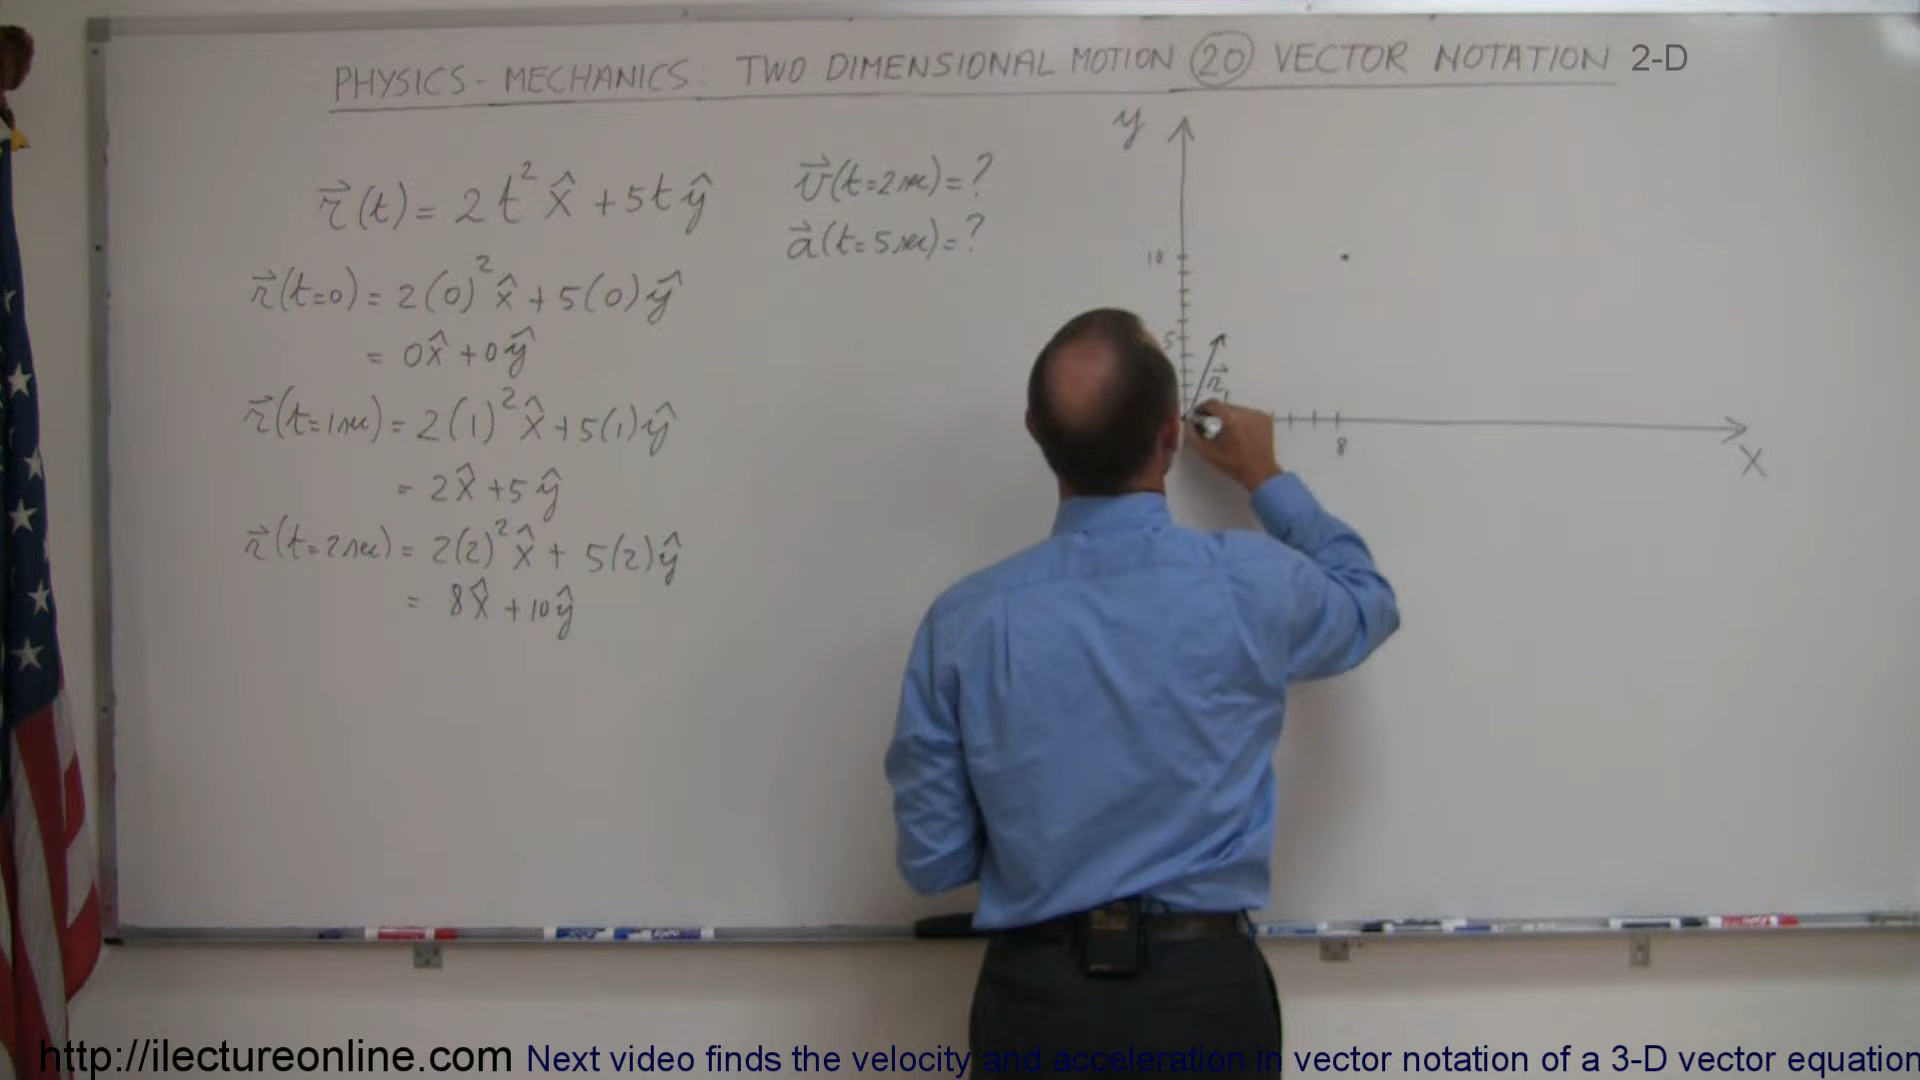 PHYSICS - MECHANICS: TWO DIMENSIONAL MOTION 20 VECTOR NOTATION 2-D
r⃗(t) = 2t² x̂ + 5t ŷ
v⃗(t=2sec)=?
a⃗(t=5sec)=?
r⃗(t=0) = 2(0)² x̂ + 5(0) ŷ
= 0x̂ + 0ŷ
r⃗(t=1sec) = 2(1)² x̂ + 5(1) ŷ
= 2x̂ + 5ŷ
r⃗(t=2sec) = 2(2)² x̂ + 5(2) ŷ
= 8x̂ + 10ŷ
y
10
5
r⃗₁
8
X
http://ilectureonline.com Next video finds the velocity and acceleration in vector notation of a 3-D vector equation